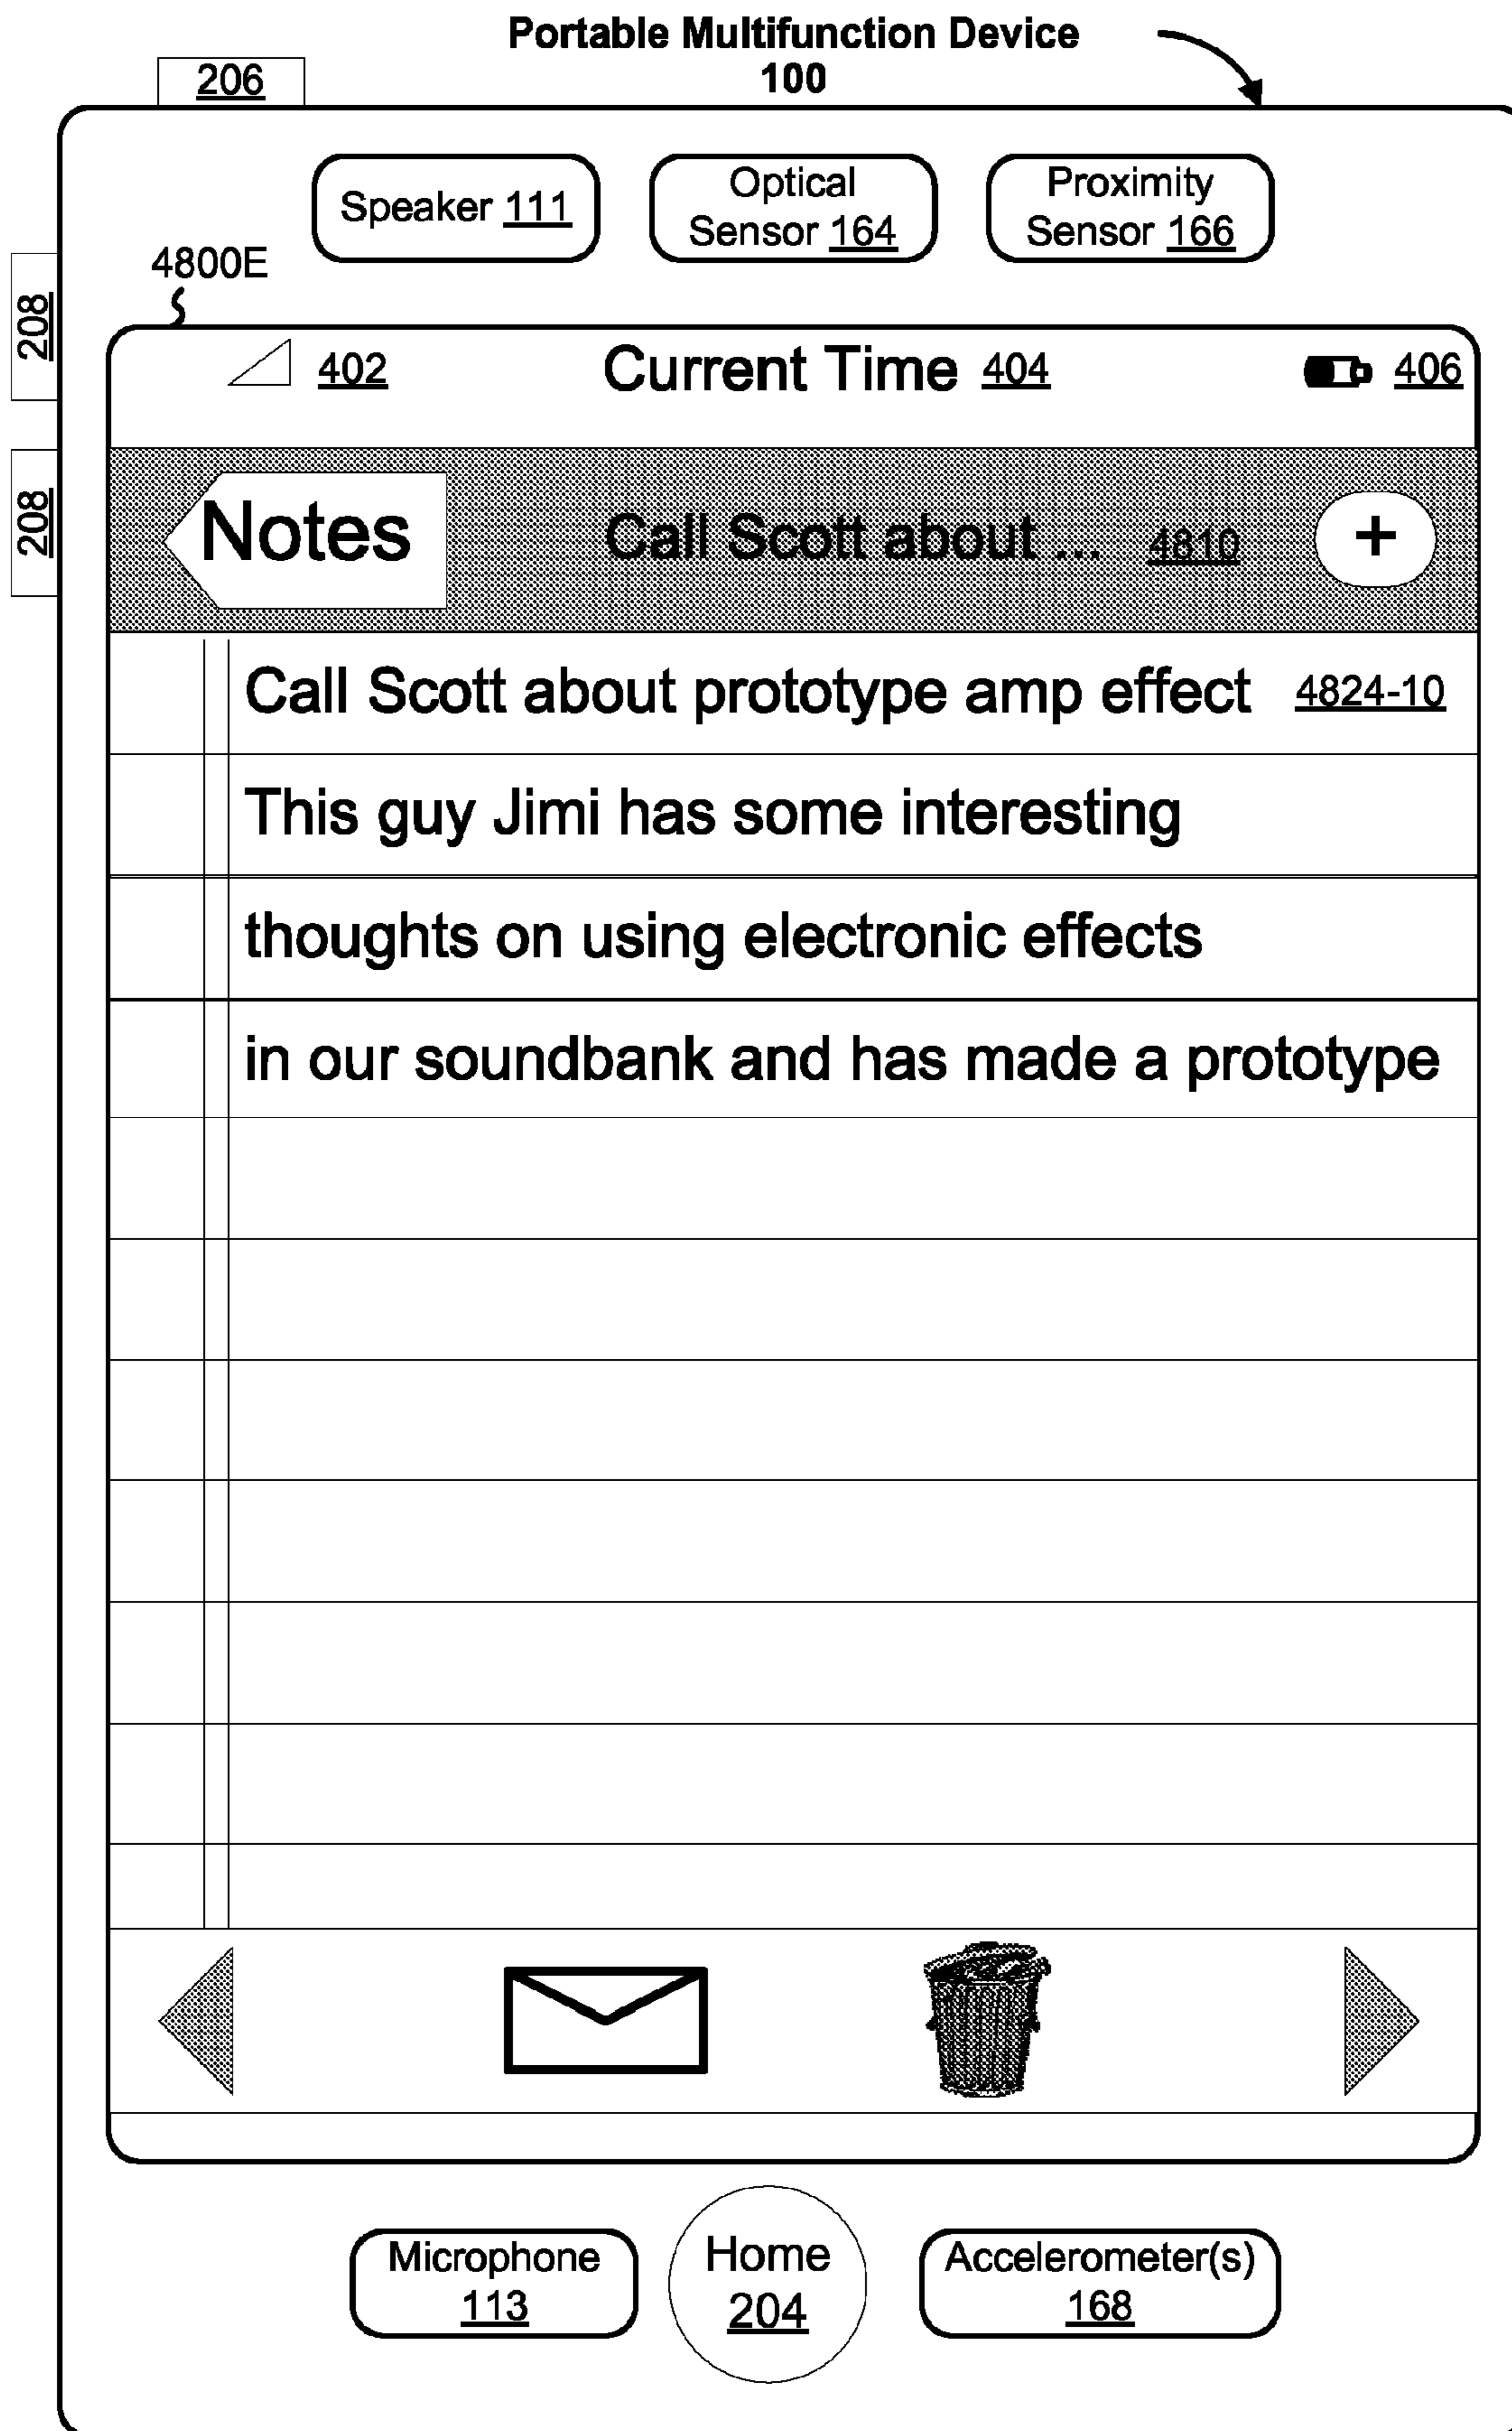 Portable Multifunction Device
100
206
Speaker 111
Optical
Sensor 164
Proximity
Sensor 166
4800E
208
208
402
Current Time 404
406
Notes
Call Scott about ... 4810
+
Call Scott about prototype amp effect 4824-10
This guy Jimi has some interesting
thoughts on using electronic effects
in our soundbank and has made a prototype
Microphone
113
Home
204
Accelerometer(s)
168